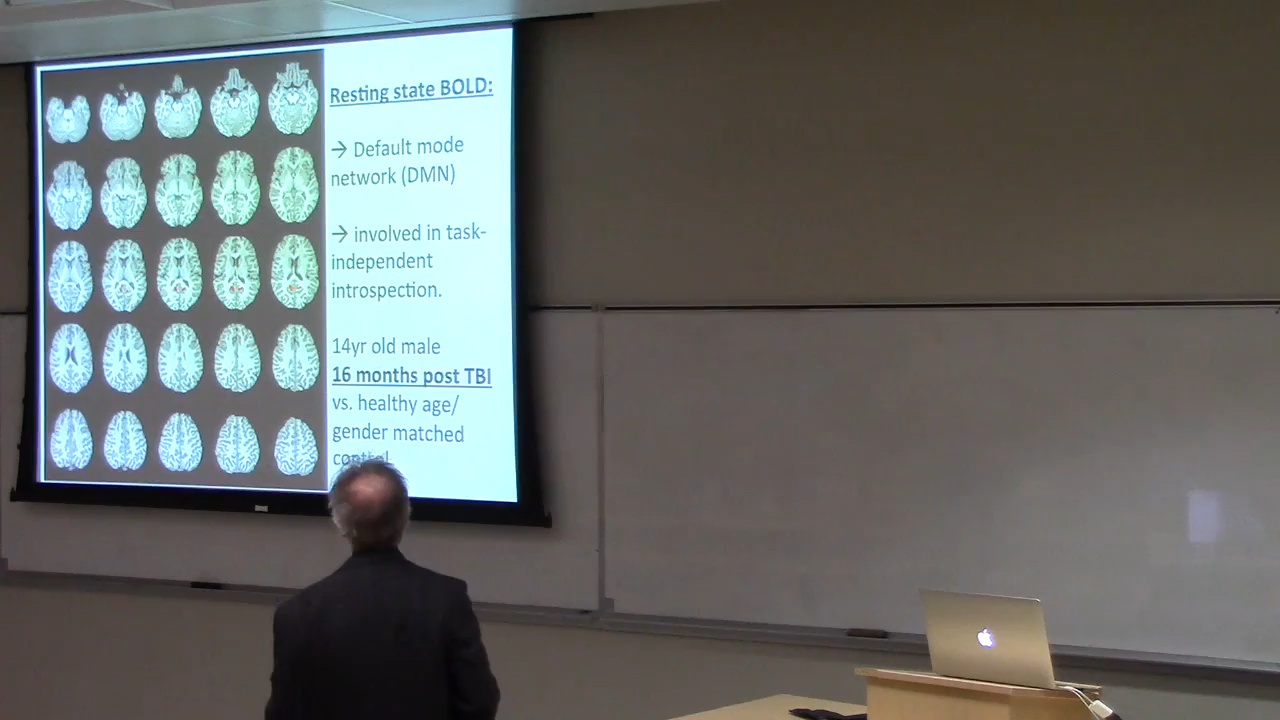 Resting state BOLD:
→ Default mode
network (DMN)
→ involved in task-
independent
introspection.
14yr old male
16 months post TBI
vs. healthy age/
gender matched
control